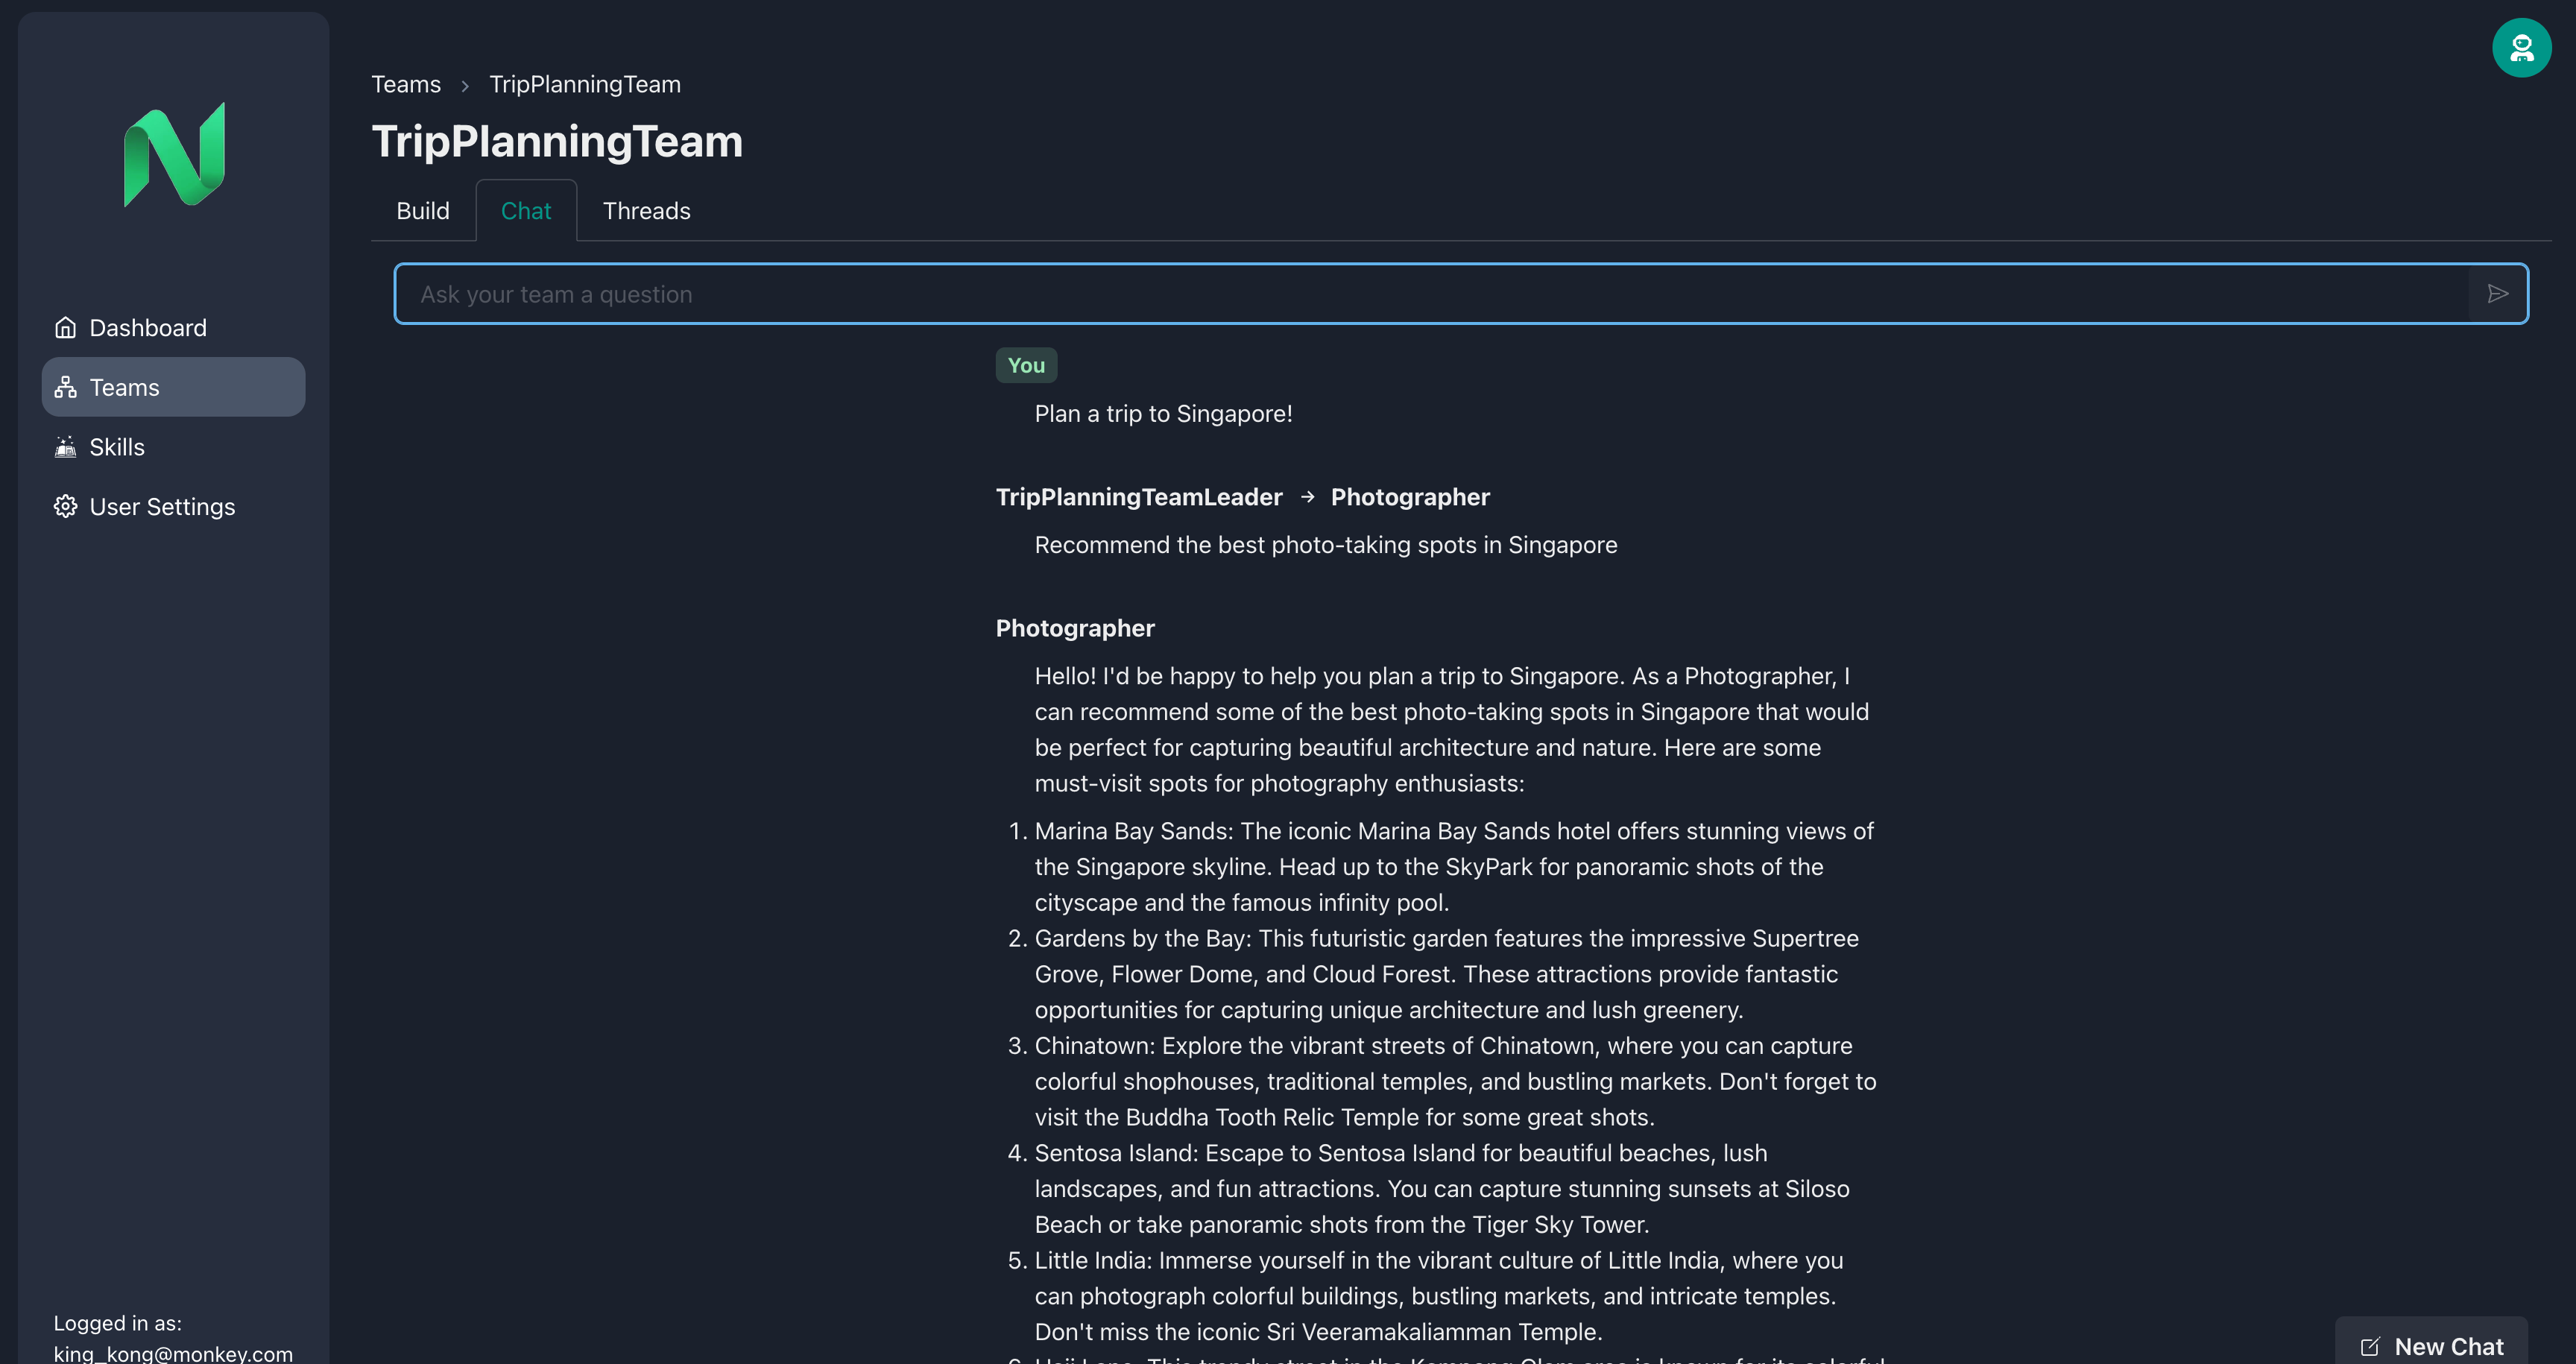 Teams > TripPlanningTeam
TripPlanningTeam
Build Chat Threads
Ask your team a question
Dashboard
Teams
Skills
User Settings
Logged in as:
king_kong@monkey.com
You
Plan a trip to Singapore!
TripPlanningTeamLeader → Photographer
Recommend the best photo-taking spots in Singapore
Photographer
Hello! I'd be happy to help you plan a trip to Singapore. As a Photographer, I
can recommend some of the best photo-taking spots in Singapore that would
be perfect for capturing beautiful architecture and nature. Here are some
must-visit spots for photography enthusiasts:
1. Marina Bay Sands: The iconic Marina Bay Sands hotel offers stunning views of
the Singapore skyline. Head up to the SkyPark for panoramic shots of the
cityscape and the famous infinity pool.
2. Gardens by the Bay: This futuristic garden features the impressive Supertree
Grove, Flower Dome, and Cloud Forest. These attractions provide fantastic
opportunities for capturing unique architecture and lush greenery.
3. Chinatown: Explore the vibrant streets of Chinatown, where you can capture
colorful shophouses, traditional temples, and bustling markets. Don't forget to
visit the Buddha Tooth Relic Temple for some great shots.
4. Sentosa Island: Escape to Sentosa Island for beautiful beaches, lush
landscapes, and fun attractions. You can capture stunning sunsets at Siloso
Beach or take panoramic shots from the Tiger Sky Tower.
5. Little India: Immerse yourself in the vibrant culture of Little India, where you
can photograph colorful buildings, bustling markets, and intricate temples.
Don't miss the iconic Sri Veeramakaliamman Temple.
New Chat